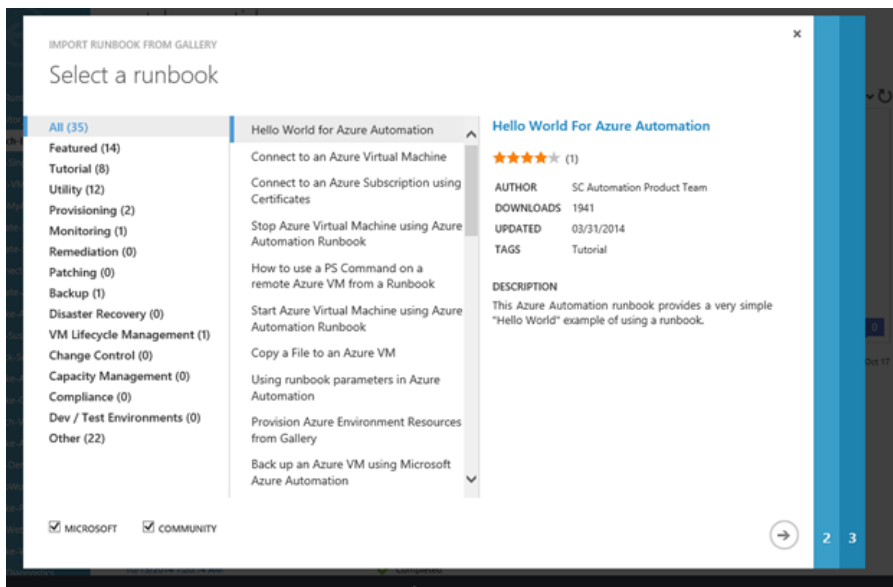 IMPORT RUNBOOK FROM GALLERY
Select a runbook
All (35)
Featured (14)
Tutorial (8)
Utility (12)
Provisioning (2)
Monitoring (1)
Remediation (0)
Patching (0)
Backup (1)
Disaster Recovery (0)
VM Lifecycle Management (1)
Change Control (0)
Capacity Management (0)
Compliance (0)
Dev / Test Environments (0)
Other (22)
MICROSOFT
COMMUNITY
Hello World for Azure Automation
Connect to an Azure Virtual Machine
Connect to an Azure Subscription using
Certificates
Stop Azure Virtual Machine using Azure
Automation Runbook
How to use a PS Command on a
remote Azure VM from a Runbook
Start Azure Virtual Machine using Azure
Automation Runbook
Copy a File to an Azure VM
Using runbook parameters in Azure
Automation
Provision Azure Environment Resources
from Gallery
Back up an Azure VM using Microsoft
Azure Automation
Hello World For Azure Automation
(1)
AUTHOR SC Automation Product Team
DOWNLOADS 1941
UPDATED 03/31/2014
TAGS Tutorial
DESCRIPTION
This Azure Automation runbook provides a very simple
"Hello World" example of using a runbook.
2 3
0
Oct 17
Completed